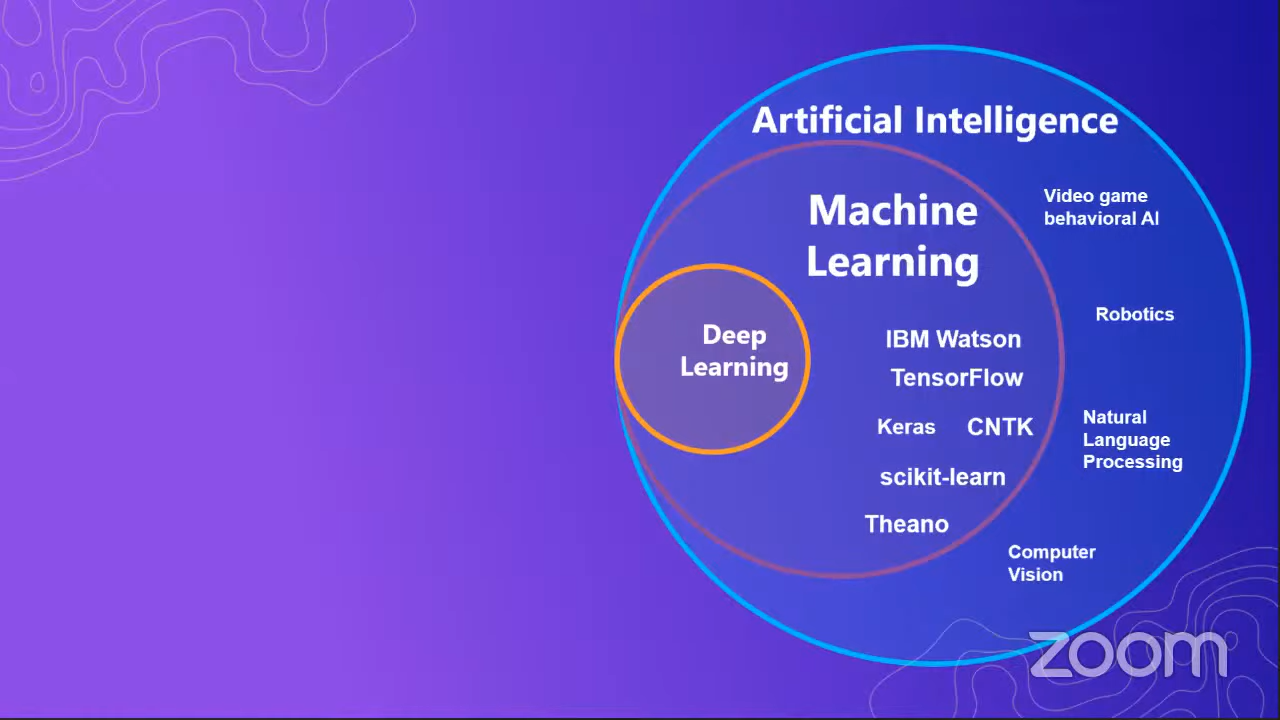 Artificial Intelligence
Machine
Learning
Video game
behavioral AI
Deep
Learning
Robotics
IBM Watson
TensorFlow
Keras CNTK
scikit-learn
Theano
Natural
Language
Processing
Computer
Vision
zoom